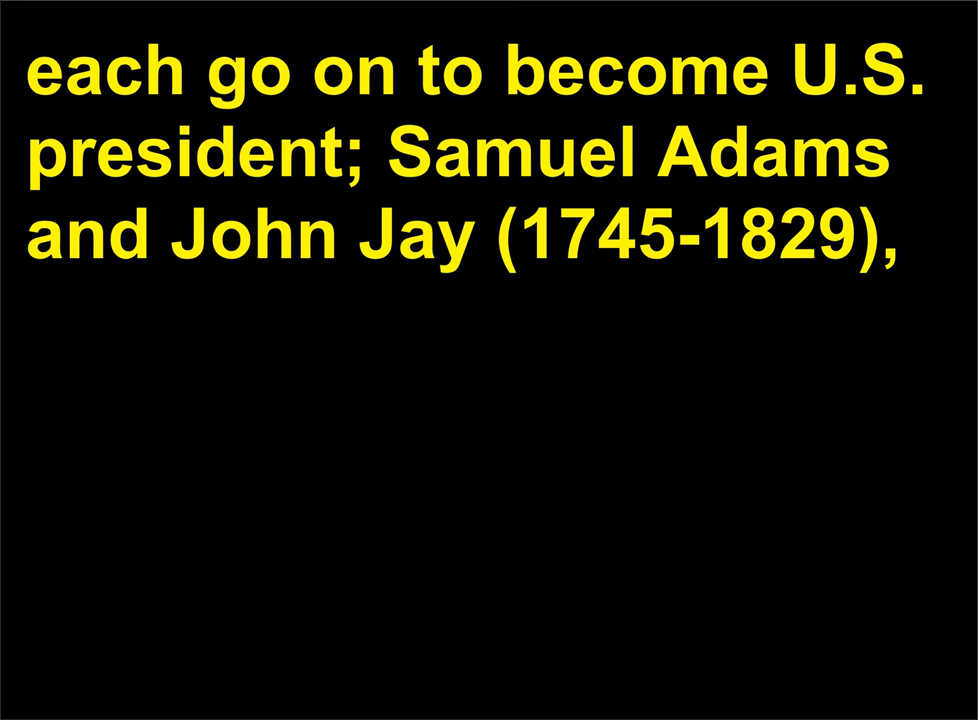 each go on to become U.S.
president; Samuel Adams
and John Jay (1745-1829),